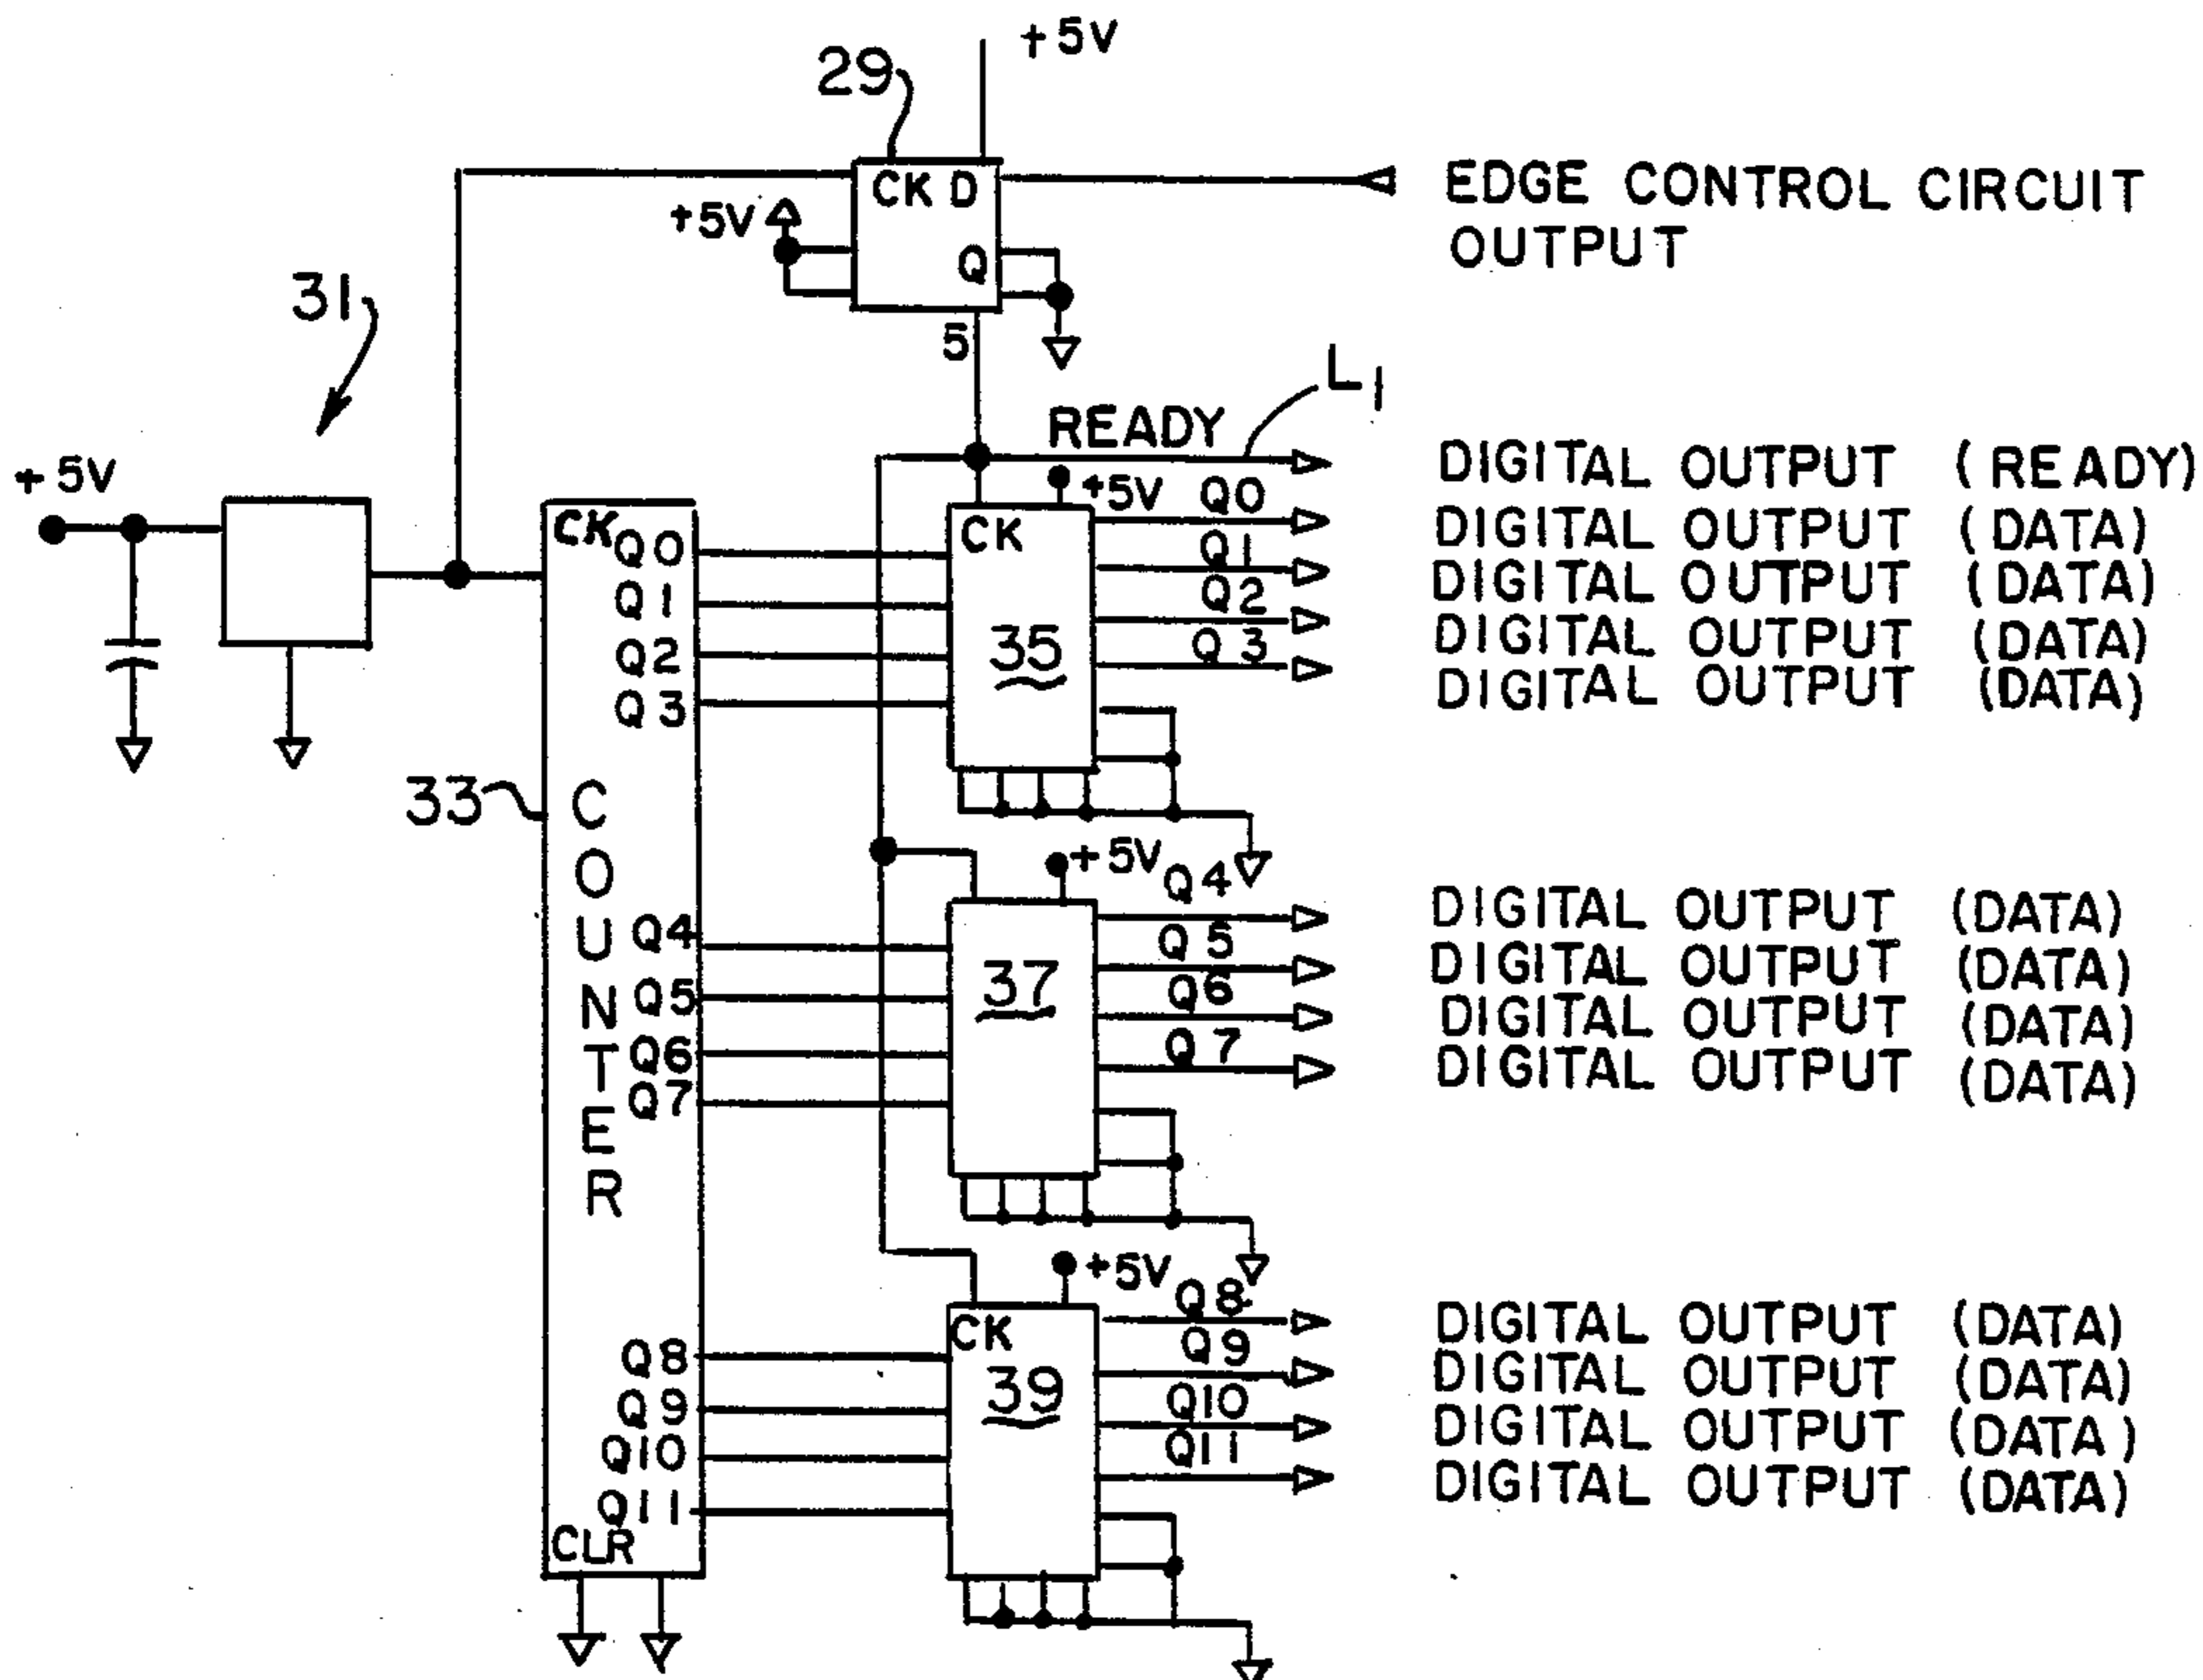 +5V
29
CK D
EDGE CONTROL CIRCUIT
OUTPUT
+5V
Q
31
5
L1
READY
DIGITAL OUTPUT (READY)
+5V
+5V
Q0
DIGITAL OUTPUT (DATA)
CK
Q0
CK
Q1
DIGITAL OUTPUT (DATA)
Q1
Q2
DIGITAL OUTPUT (DATA)
Q2
35
Q3
DIGITAL OUTPUT (DATA)
Q3
33
COUNTER
+5V
Q4
DIGITAL OUTPUT (DATA)
Q4
Q5
DIGITAL OUTPUT (DATA)
Q5
37
Q6
DIGITAL OUTPUT (DATA)
Q6
Q7
DIGITAL OUTPUT (DATA)
Q7
+5V
Q8
DIGITAL OUTPUT (DATA)
CK
Q8
Q9
DIGITAL OUTPUT (DATA)
39
Q9
Q10
DIGITAL OUTPUT (DATA)
Q10
Q11
DIGITAL OUTPUT (DATA)
Q11
CLR